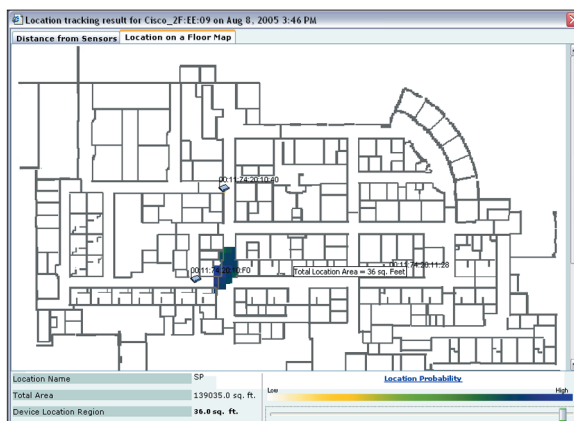 Location tracking result for Cisco_2F:EE:09 on Aug 8, 2005 3:46 PM
Distance from Sensors
Location on a Floor Map
00:11:74:20:10:40
00:11:74:20:11:28
00:11:74:20:10:F0
Total Location Area = 36 sq. Feet
Location Name
SP
Location Probability
Total Area
139035.0 sq. ft.
Low
High
Device Location Region
36.0 sq. ft.